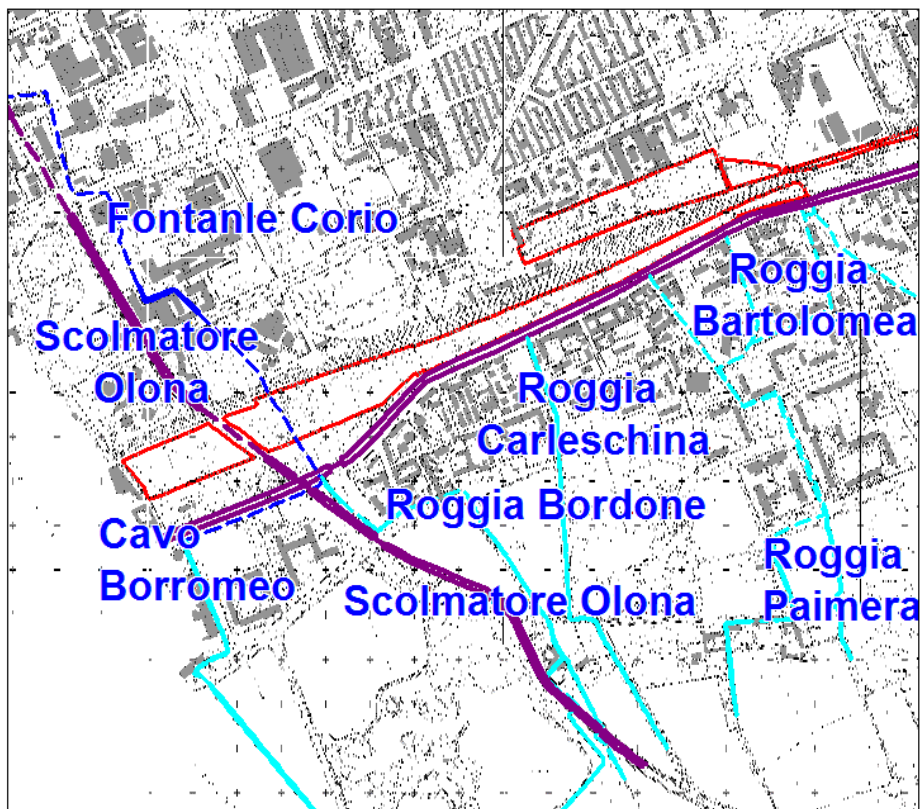 Fontanle Corio
Scolmatore
Olona
Roggia
Bartolomea
Roggia
Carleschina
Roggia Bordone
Cavo
Borromeo
Scolmatore Olona
Roggia
Paimera